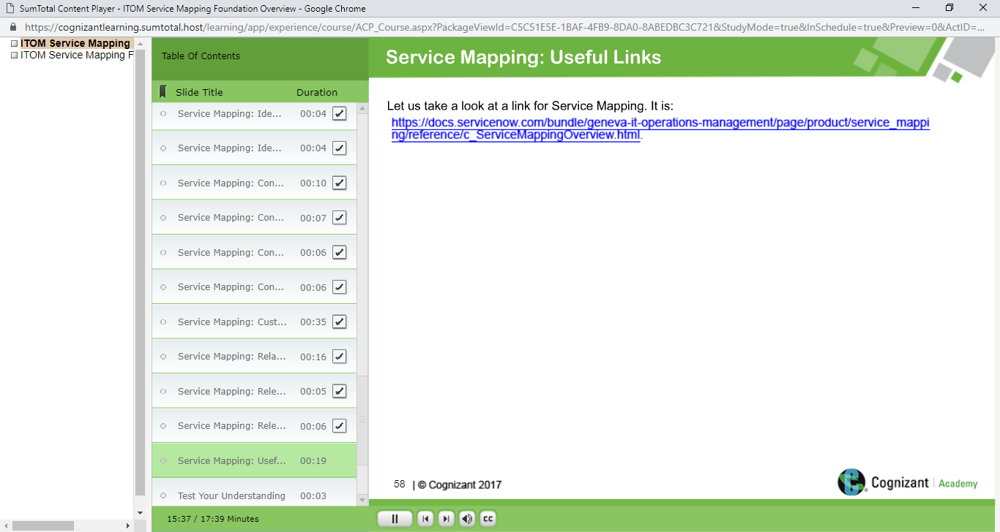 SumTotal Content Player - ITOM Service Mapping Foundation Overview - Google Chrome
https://cognizantlearning.sumtotal.host/learning/app/experience/course/ACP_Course.aspx?PackageViewId=C5C51E5E-1BAF-4FB9-8DA0-8ABEDBC3C721&StudyMode=true&InSchedule=true&Preview=0&ActID=...
ITOM Service Mapping
ITOM Service Mapping F
Table Of Contents
Slide Title Duration
Service Mapping: Ide... 00:04
Service Mapping: Ide... 00:04
Service Mapping: Con... 00:10
Service Mapping: Con... 00:07
Service Mapping: Con... 00:06
Service Mapping: Con... 00:06
Service Mapping: Cust... 00:35
Service Mapping: Rela... 00:16
Service Mapping: Rele... 00:05
Service Mapping: Rele... 00:06
Service Mapping: Usef... 00:19
Test Your Understanding 00:03
15:37 / 17:39 Minutes
Service Mapping: Useful Links
Let us take a look at a link for Service Mapping. It is:
https://docs.servicenow.com/bundle/geneva-it-operations-management/page/product/service_mappi
ng/reference/c_ServiceMappingOverview.html.
58 | © Cognizant 2017
Cognizant | Academy
CC